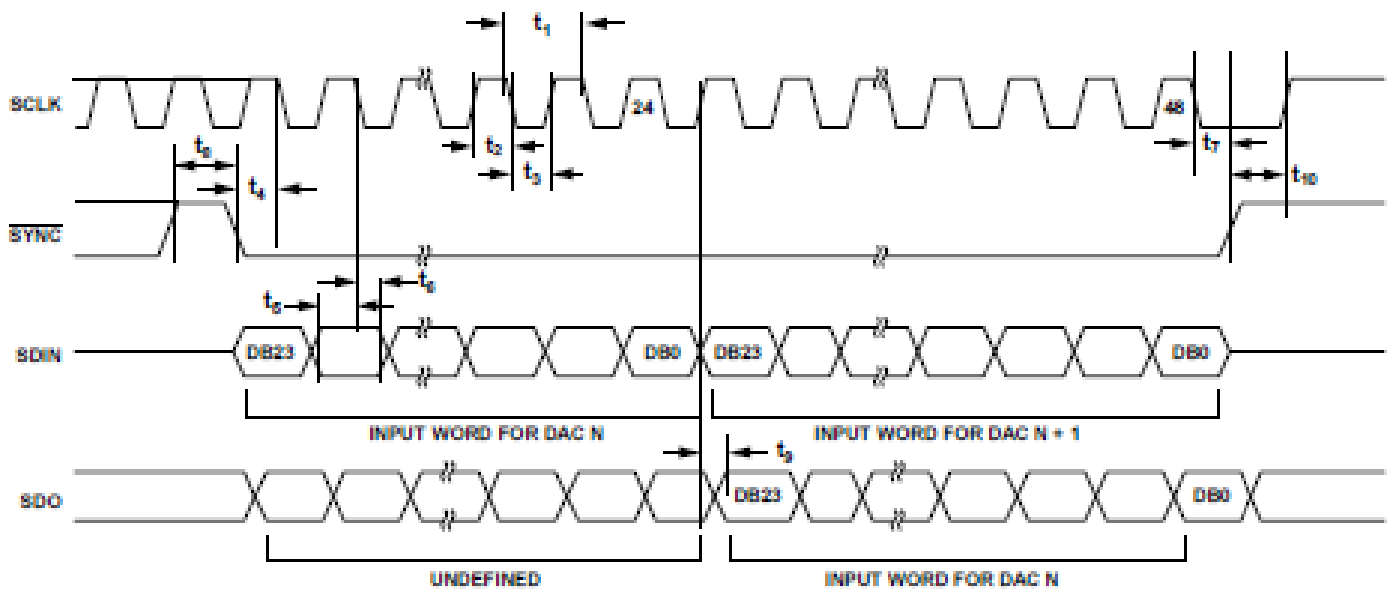 t1
SCLK
24
48
t2
t3
t7
t8
t4
t10
SYNC
t5
t6
SDIN
DB23
DB0
DB23
DB0
INPUT WORD FOR DAC N
INPUT WORD FOR DAC N + 1
t9
SDO
DB23
DB0
UNDEFINED
INPUT WORD FOR DAC N